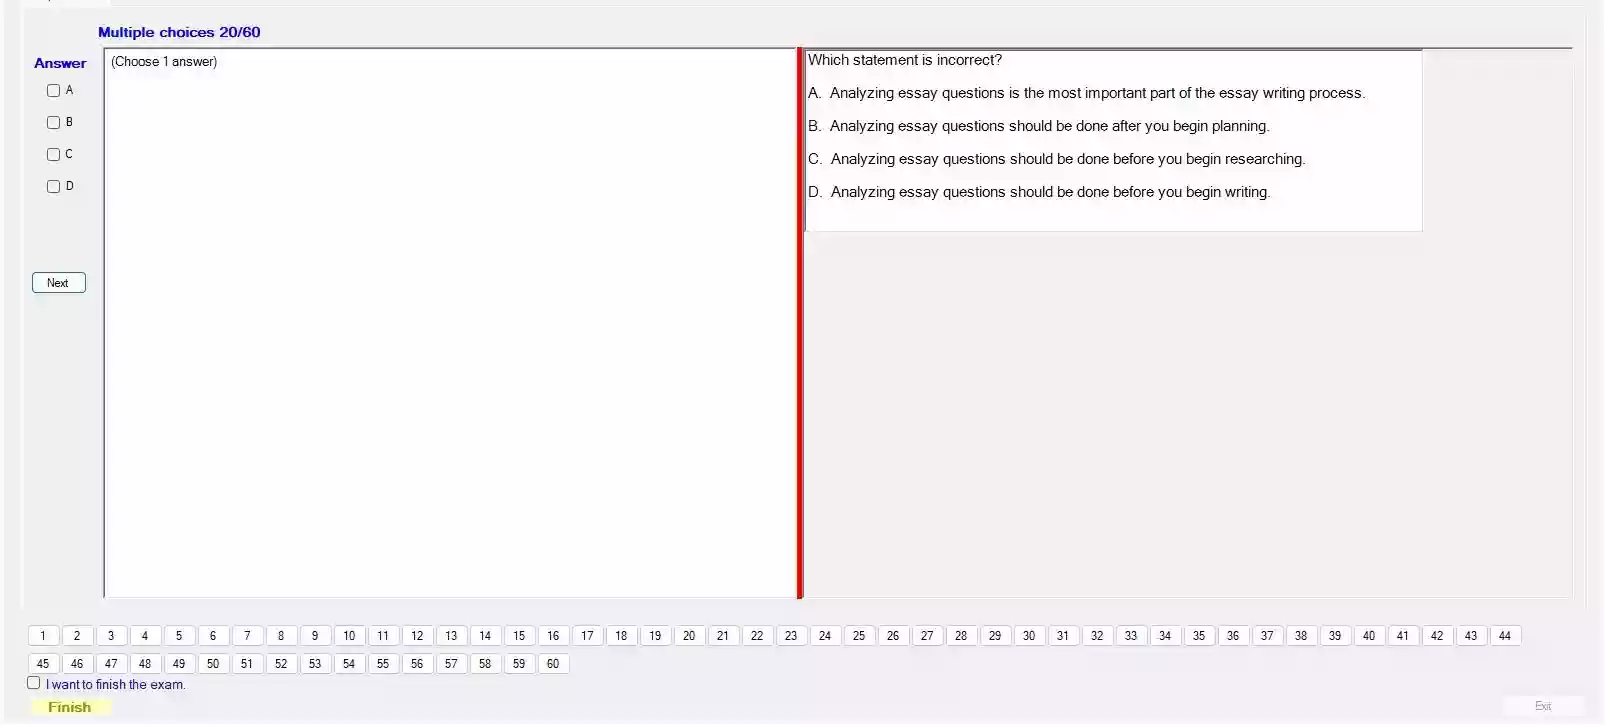 Multiple choices 20/60
Answer
(Choose 1 answer)
A
B
C
D
Next
Which statement is incorrect?
A. Analyzing essay questions is the most important part of the essay writing process.
B. Analyzing essay questions should be done after you begin planning.
C. Analyzing essay questions should be done before you begin researching.
D. Analyzing essay questions should be done before you begin writing.
1 2 3 4 5 6 7 8 9 10 11 12 13 14 15 16 17 18 19 20 21 22 23 24 25 26 27 28 29 30 31 32 33 34 35 36 37 38 39 40 41 42 43 44
45 46 47 48 49 50 51 52 53 54 55 56 57 58 59 60
I want to finish the exam.
Finish
Exit